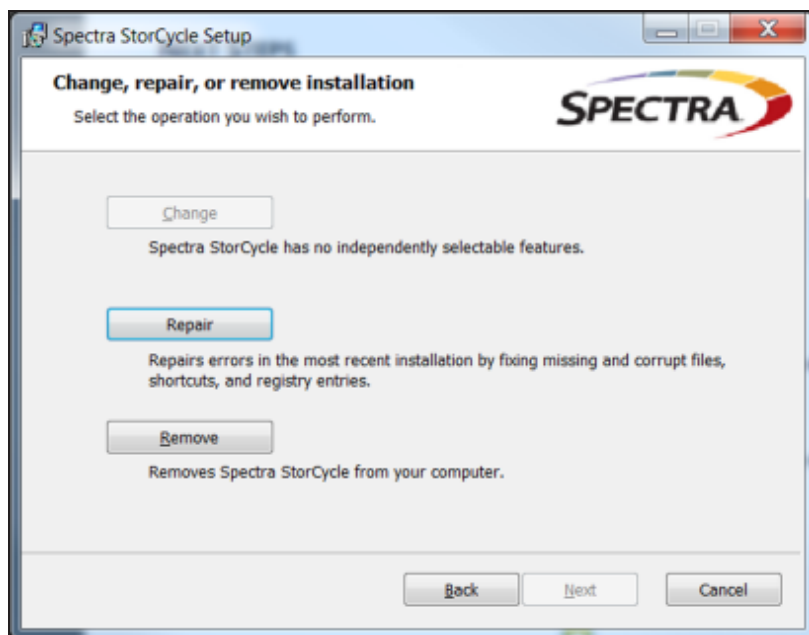 Spectra StorCycle Setup
NEXT STEPS
Change, repair, or remove installation
Select the operation you wish to perform.
SPECTRA
Change
Spectra StorCycle has no independently selectable features.
Repair
Repairs errors in the most recent installation by fixing missing and corrupt files,
shortcuts, and registry entries.
Remove
Removes Spectra StorCycle from your computer.
Back
Next
Cancel